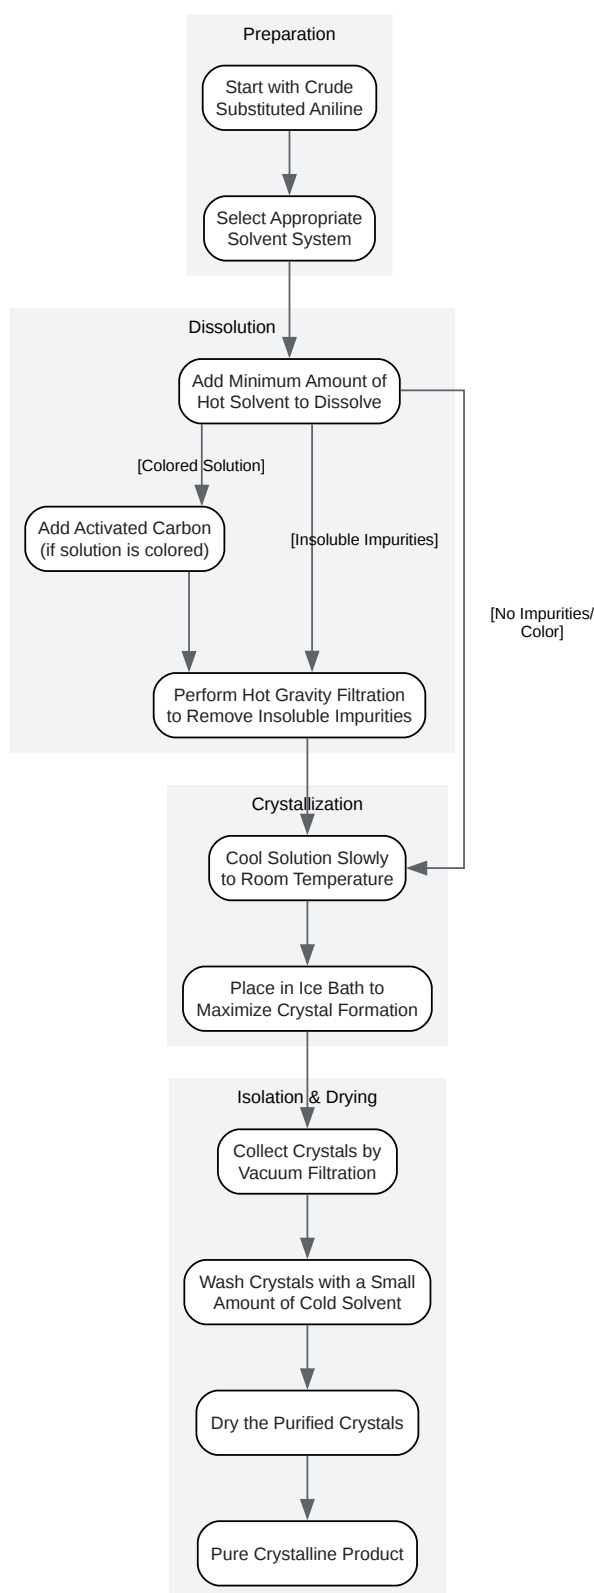 Preparation
Start with Crude
Substituted Aniline
Select Appropriate
Solvent System
Dissolution
Add Minimum Amount of
Hot Solvent to Dissolve
[Colored Solution]
Add Activated Carbon
(if solution is colored)
[Insoluble Impurities]
[No Impurities/
Color]
Perform Hot Gravity Filtration
to Remove Insoluble Impurities
Crystallization
Cool Solution Slowly
to Room Temperature
Place in Ice Bath to
Maximize Crystal Formation
Isolation & Drying
Collect Crystals by
Vacuum Filtration
Wash Crystals with a Small
Amount of Cold Solvent
Dry the Purified Crystals
Pure Crystalline Product